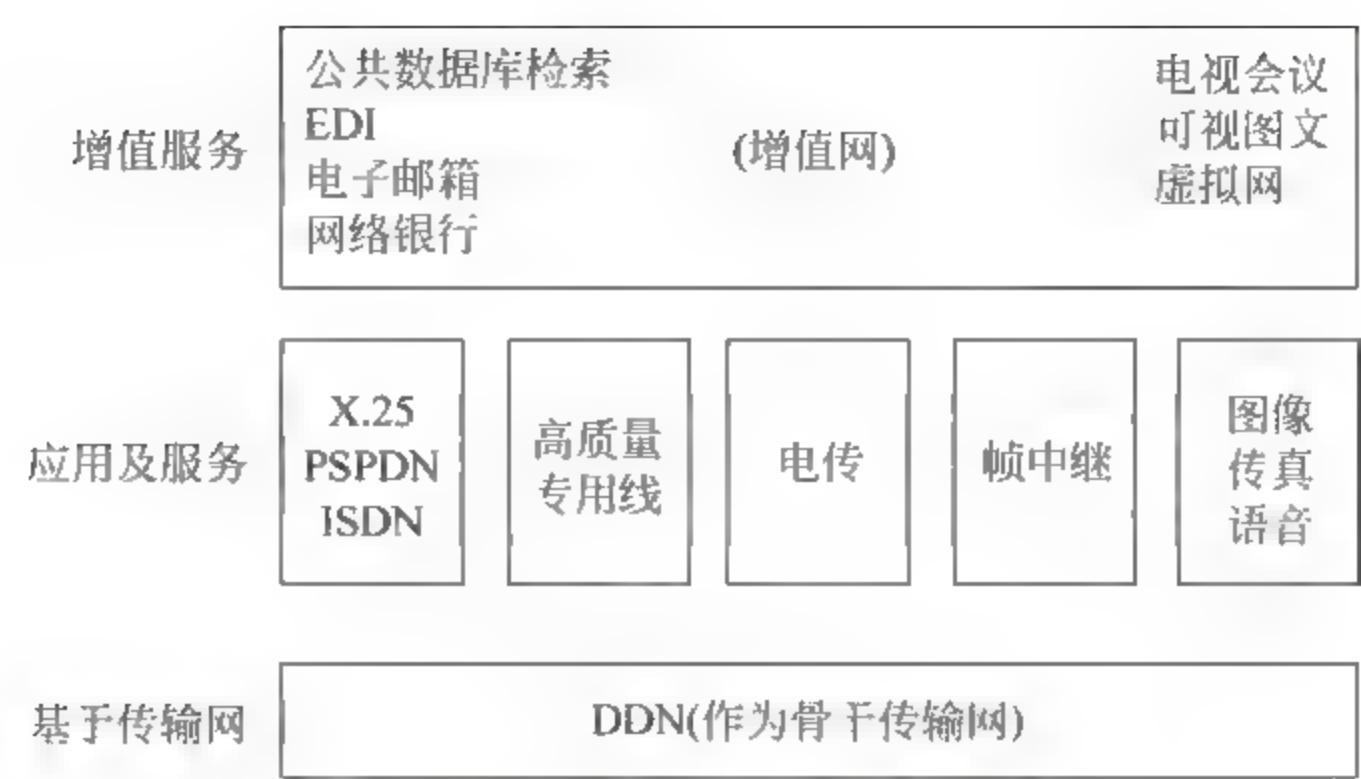 增值服务
公共数据库检索
EDI
电子邮箱
网络银行
(增值网)
电视会议
可视图文
虚拟网
应用及服务
X.25
PSPDN
ISDN
高质量
专用线
电传
帧中继
图像
传真
语音
基于传输网
DDN(作为骨干传输网)